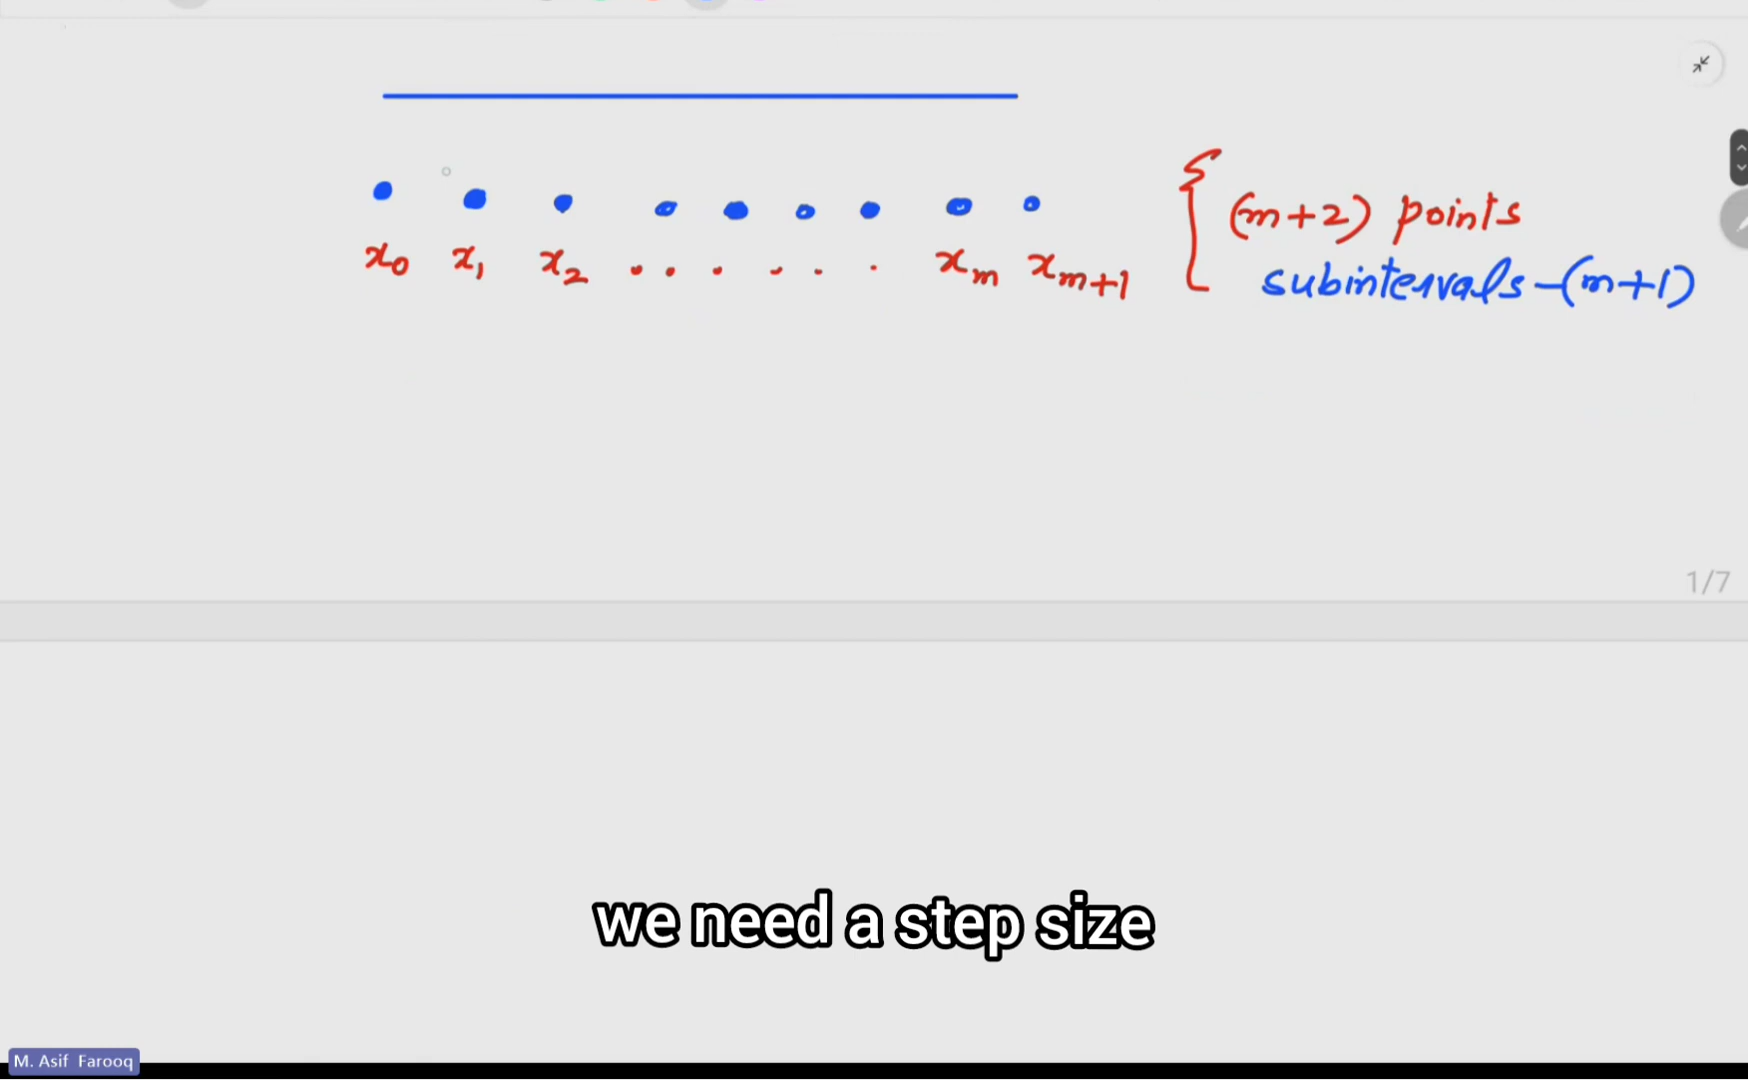 (m+2) points
x₀ x₁ x₂ . . . . . . xₘ xₘ₊₁
subintervals-(m+1)
1/7
we need a step size
M. Asif Farooq